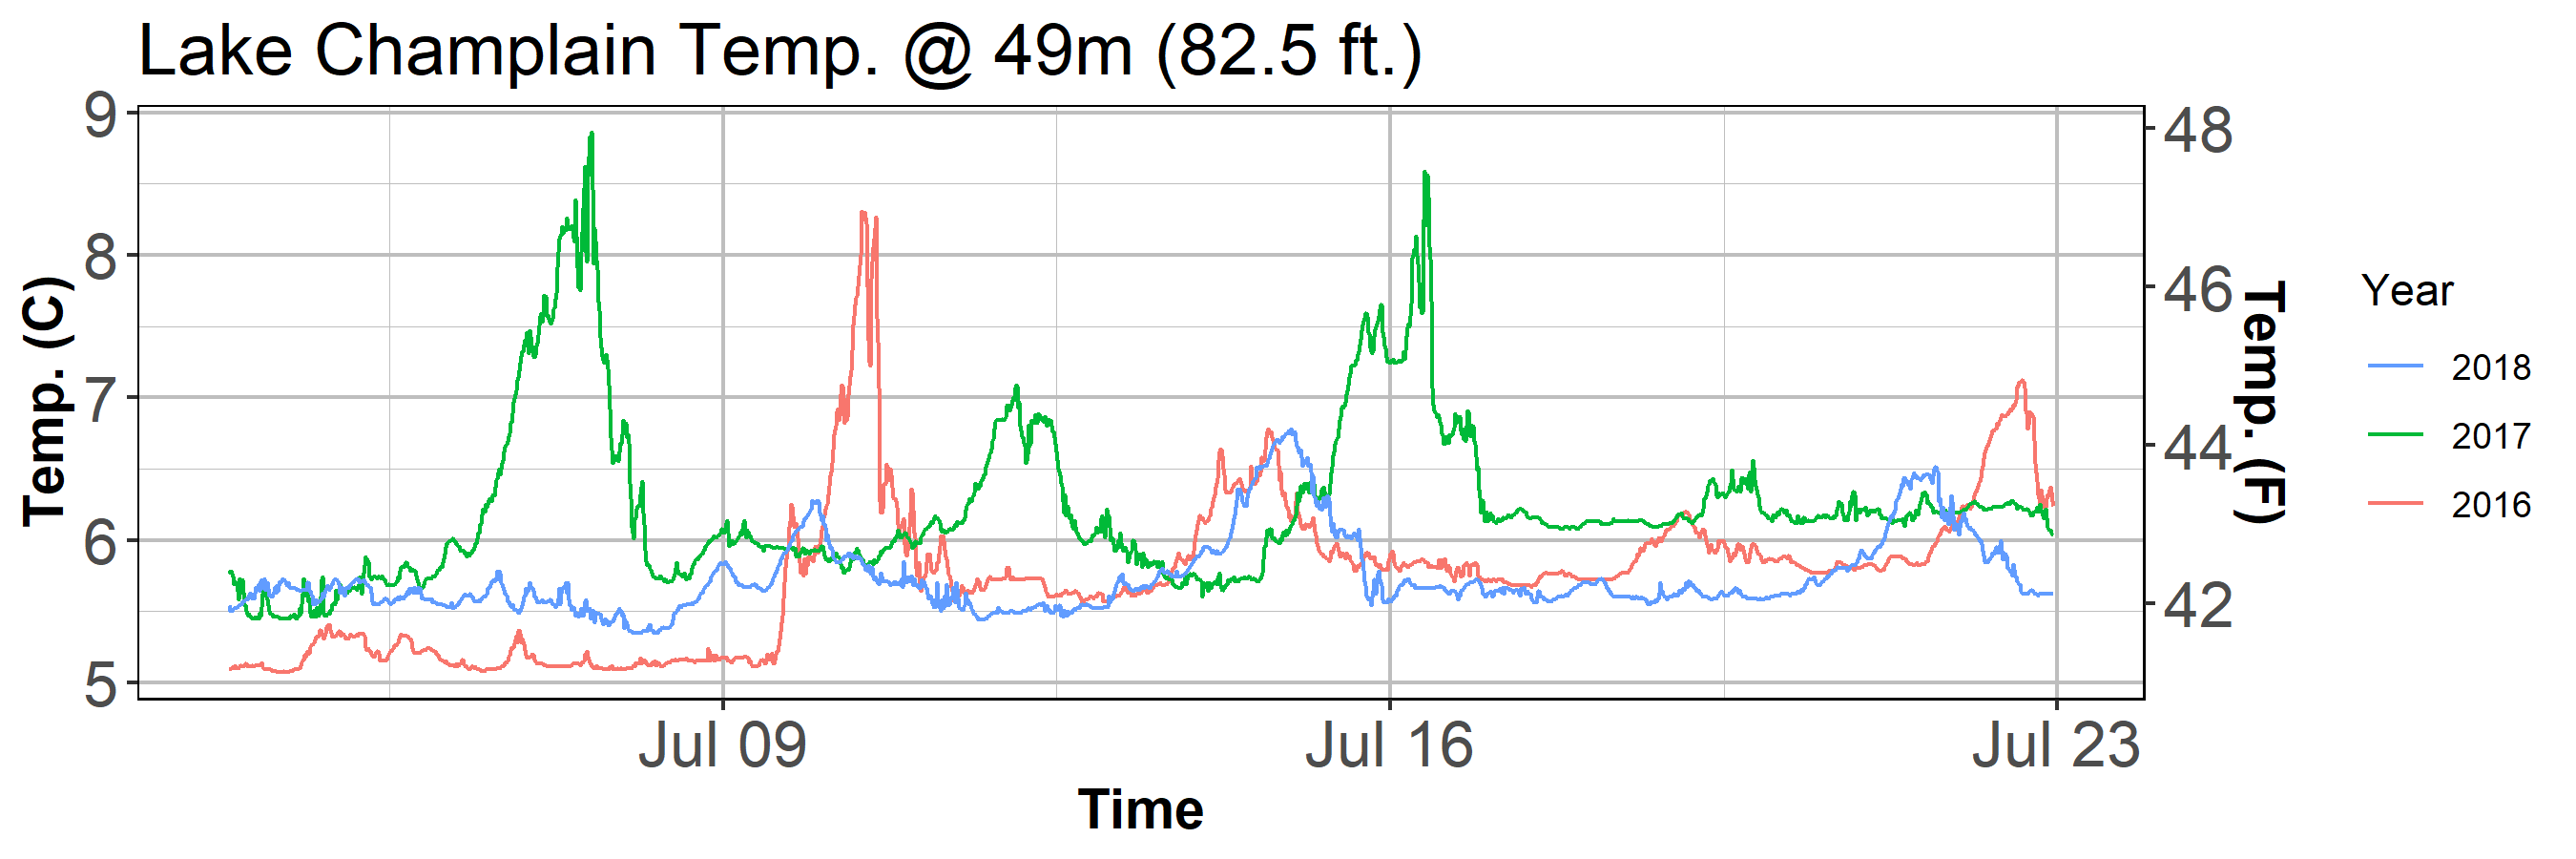 Lake Champlain Temp. @ 49m (82.5 ft.)
9
8
7
6
5
Temp. (C)
48
46
44
42
Temp. (F)
Jul 09
Jul 16
Jul 23
Time
Year
2018
2017
2016